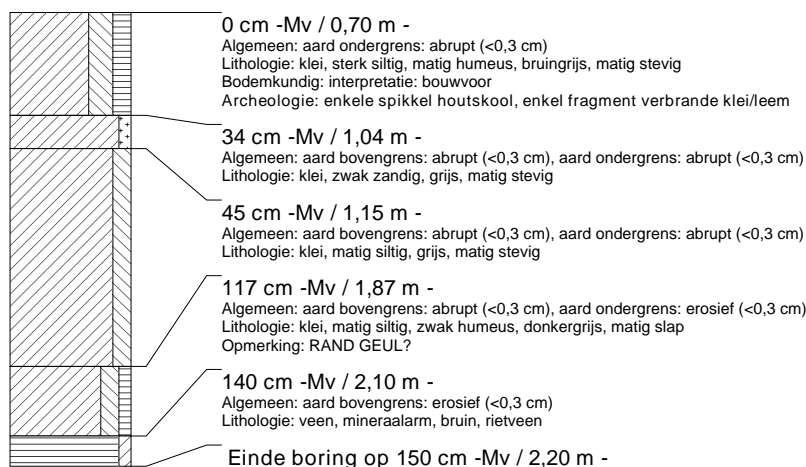 0 cm -Mv / 0,70 m -
Algemeen: aard ondergrens: abrupt (<0,3 cm)
Lithologie: klei, sterk siltig, matig humeus, bruingrijs, matig stevig
Bodemkundig: interpretatie: bouwvoor
Archeologie: enkele spikkel houtskool, enkel fragment verbrande klei/leem
34 cm -Mv / 1,04 m -
Algemeen: aard bovengrens: abrupt (<0,3 cm), aard ondergrens: abrupt (<0,3 cm)
Lithologie: klei, zwak zandig, grijs, matig stevig
45 cm -Mv / 1,15 m -
Algemeen: aard bovengrens: abrupt (<0,3 cm), aard ondergrens: abrupt (<0,3 cm)
Lithologie: klei, matig siltig, grijs, matig stevig
117 cm -Mv / 1,87 m -
Algemeen: aard bovengrens: abrupt (<0,3 cm), aard ondergrens: erosief (<0,3 cm)
Lithologie: klei, matig siltig, zwak humeus, donkergrijs, matig slap
Opmerking: RAND GEUL?
140 cm -Mv / 2,10 m -
Algemeen: aard bovengrens: erosief (<0,3 cm)
Lithologie: veen, mineraalarm, bruin, rietveen
Einde boring op 150 cm -Mv / 2,20 m -